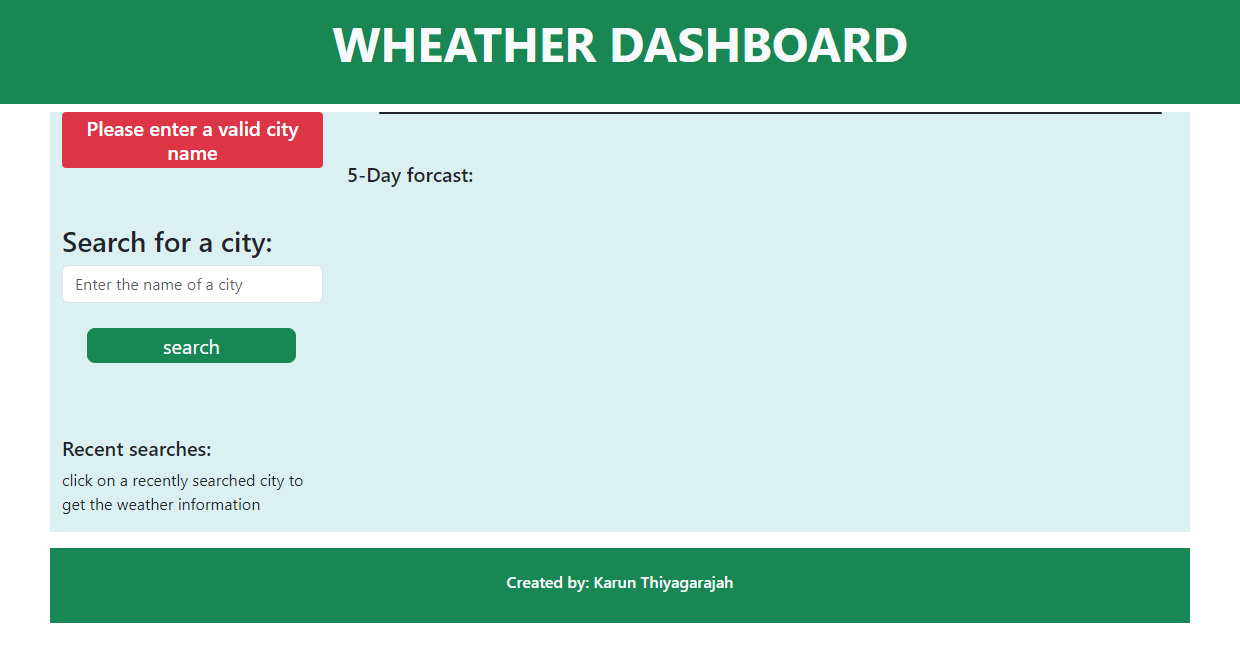 WHEATHER DASHBOARD
Please enter a valid city
name
5-Day forcast:
Search for a city:
Enter the name of a city
search
Recent searches:
click on a recently searched city to
get the weather information
Created by: Karun Thiyagarajah